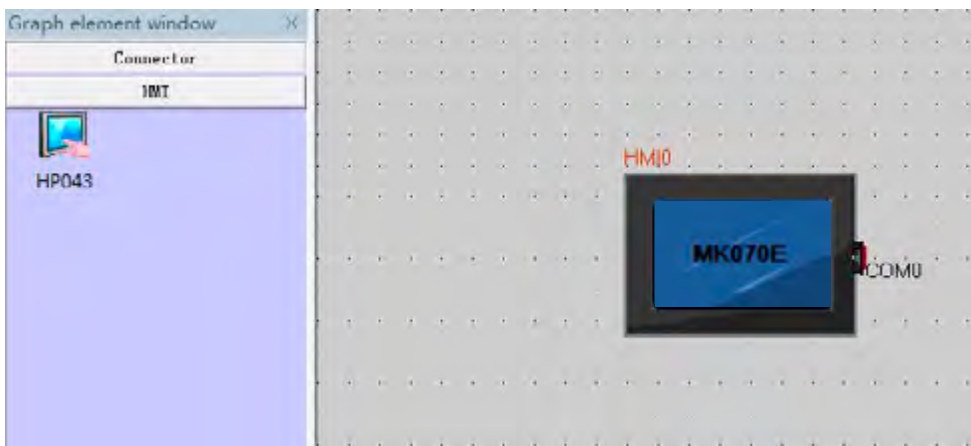 Graph element window
Connector
HMI
HP043
HMI0
MK070E
COM0